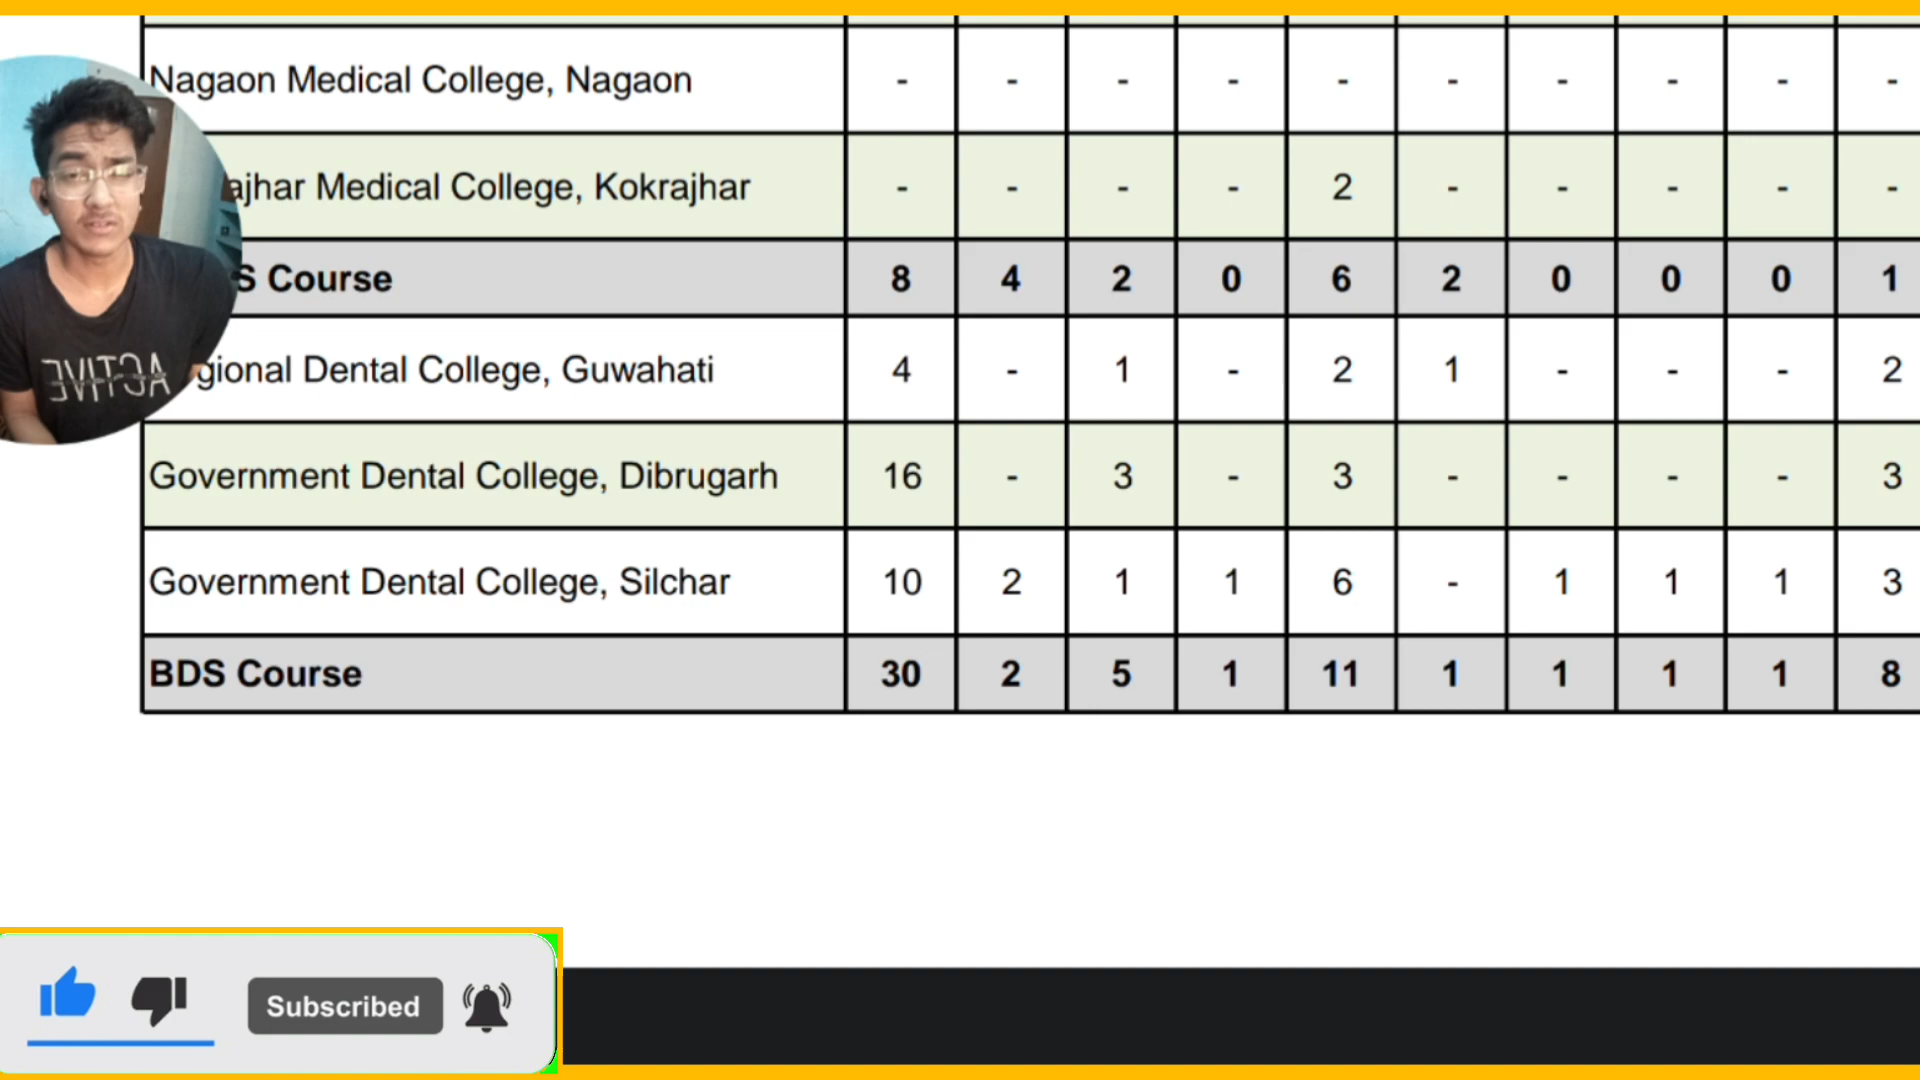 Nagaon Medical College, Nagaon - - - - - - - - - -
ajhar Medical College, Kokrajhar - - - - 2 - - - - -
S Course 8 4 2 0 6 2 0 0 0 1
gional Dental College, Guwahati 4 - 1 - 2 1 - - - 2
Government Dental College, Dibrugarh 16 - 3 - 3 - - - - 3
Government Dental College, Silchar 10 2 1 1 6 - 1 1 1 3
BDS Course 30 2 5 1 11 1 1 1 1 8
ACTIVE
Subscribed